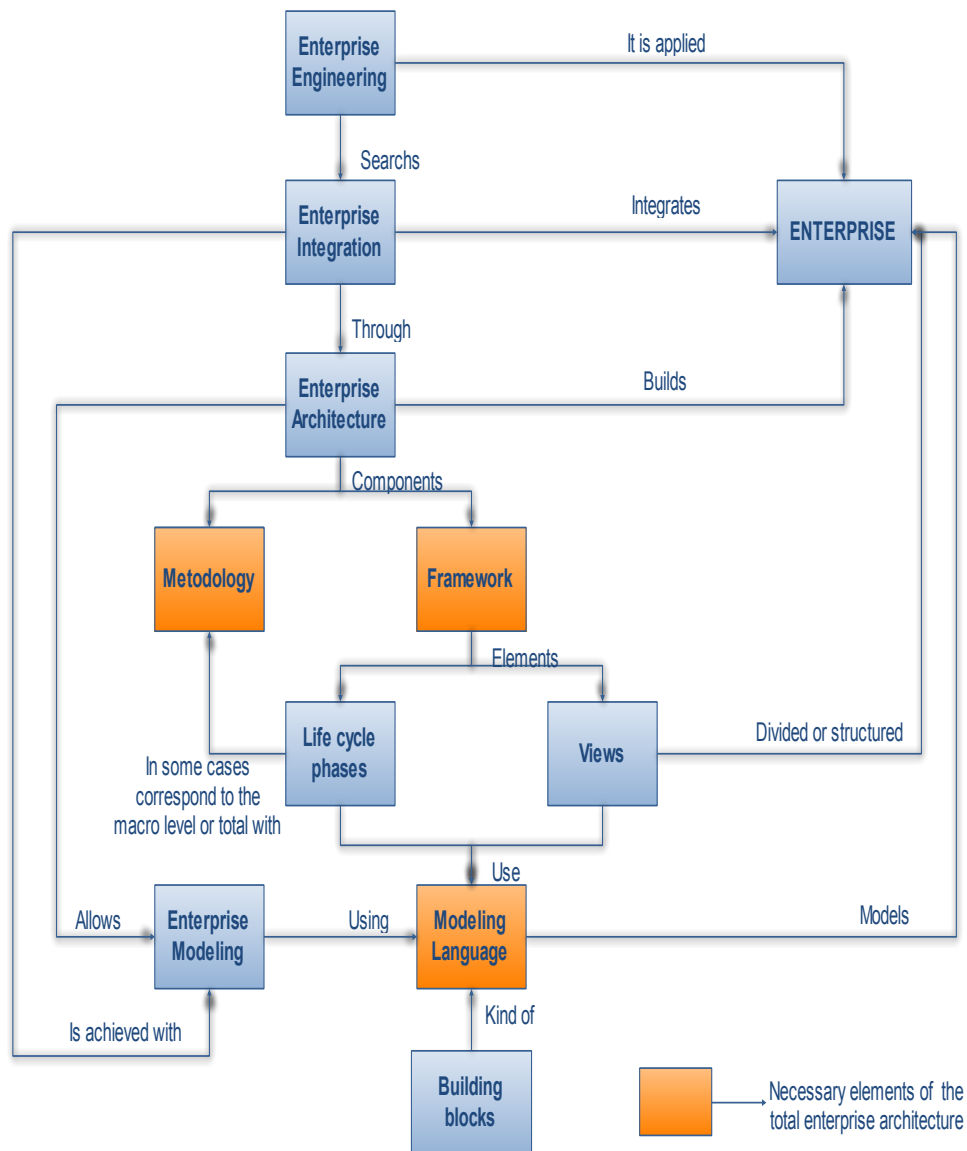 Enterprise
Engineering
It is applied
Searchs
Enterprise
Integration
Integrates
ENTERPRISE
Through
Enterprise
Architecture
Builds
Components
Metodology
Framework
Elements
Life cycle
phases
Views
Divided or structured
In some cases
correspond to the
macro level or total with
Use
Allows
Enterprise
Modeling
Using
Modeling
Language
Models
Kind of
Is achieved with
Building
blocks
Necessary elements of the
total enterprise architecture